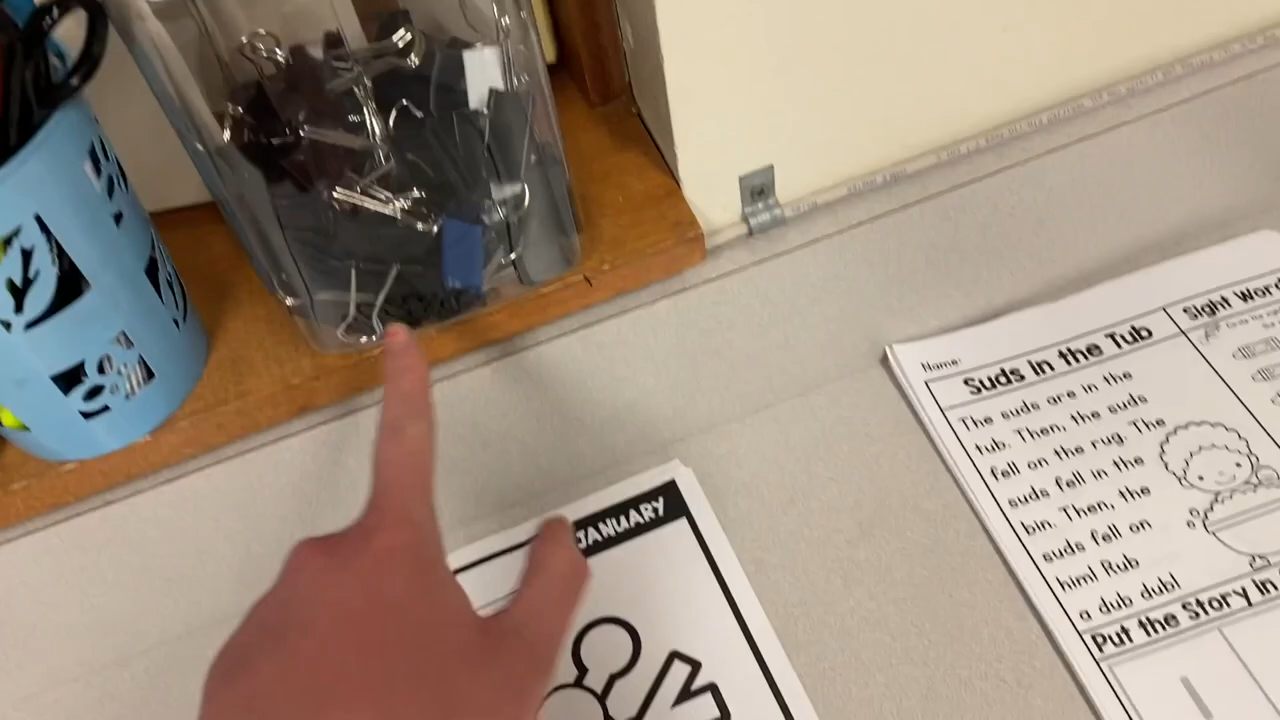 JANUARY
Name:
Suds in the Tub
The suds are in the
tub. Then, the suds
fell on the rug. The
suds fell in the
bin. Then, the
suds fell on
him! Rub
a dub dub!
Sight Word
Put the Story in